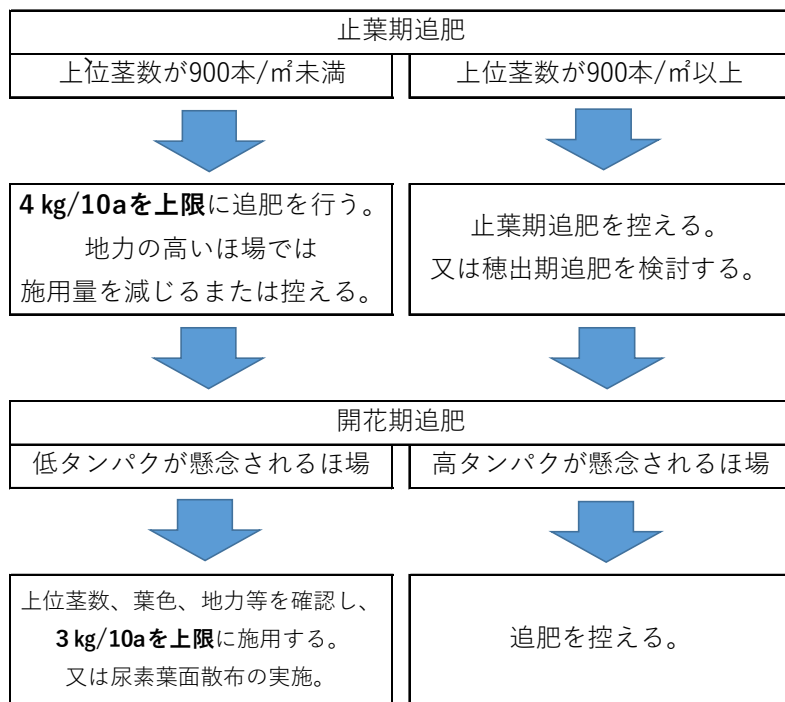 止葉期追肥
上位茎数が900本/㎡未満
上位茎数が900本/㎡以上
4 kg/10aを上限に追肥を行う。
地力の高いほ場では
施用量を減じるまたは控える。
止葉期追肥を控える。
又は穂出期追肥を検討する。
開花期追肥
低タンパクが懸念されるほ場
高タンパクが懸念されるほ場
上位茎数、葉色、地力等を確認し、
3 kg/10aを上限に施用する。
又は尿素葉面散布の実施。
追肥を控える。